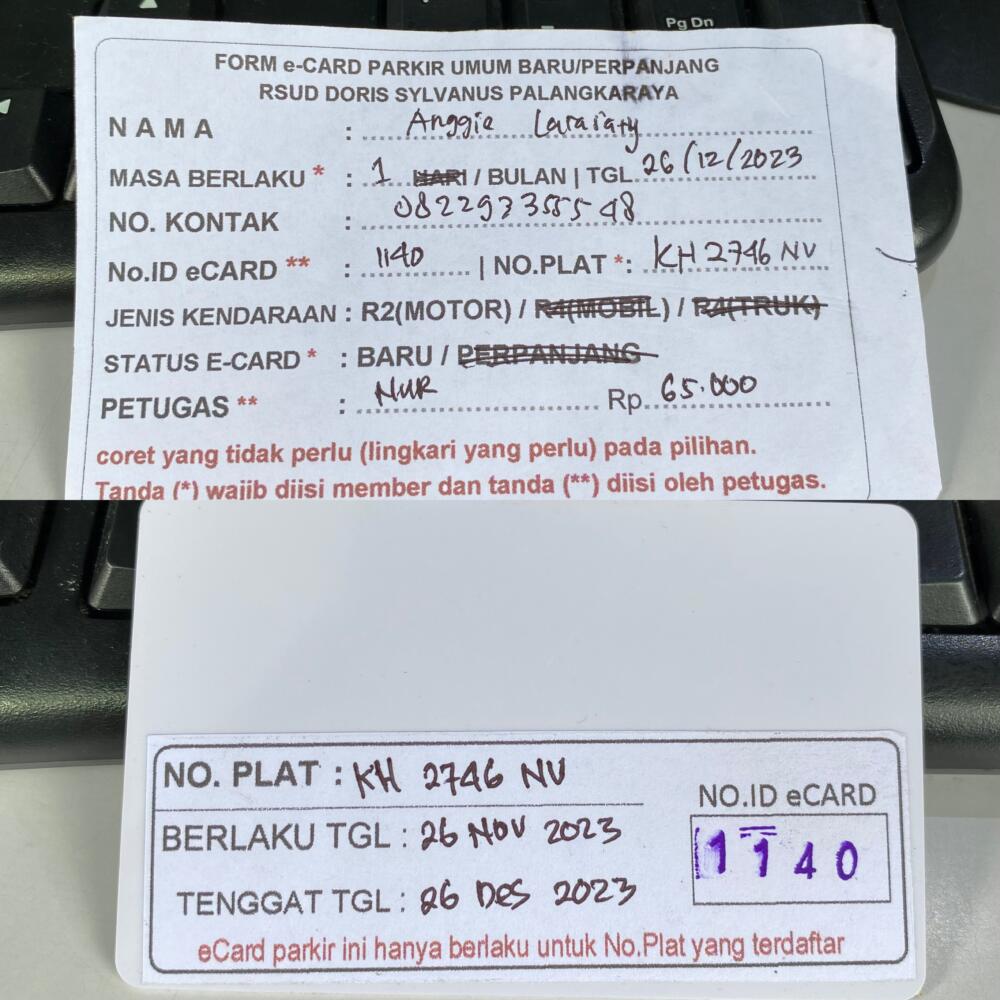 Pg Dn
FORM e-CARD PARKIR UMUM BARU/PERPANJANG
RSUD DORIS SYLVANUS PALANGKARAYA
NAMA : Anggie Lararaty
MASA BERLAKU * : 1 HARI / BULAN | TGL. 26/12/2023
NO. KONTAK : 082297355548
No.ID eCARD ** : 1140 | NO.PLAT *: KH 2746 NV
JENIS KENDARAAN : R2(MOTOR) / R4(MOBIL) / R4(TRUK)
STATUS E-CARD * : BARU / PERPANJANG
PETUGAS ** : NUR Rp. 65.000
coret yang tidak perlu (lingkari yang perlu) pada pilihan.
Tanda (*) wajib diisi member dan tanda (**) diisi oleh petugas.
NO. PLAT : KH 2746 NV
BERLAKU TGL : 26 NOV 2023
TENGGAT TGL : 26 DES 2023
NO.ID eCARD
1140
eCard parkir ini hanya berlaku untuk No.Plat yang terdaftar